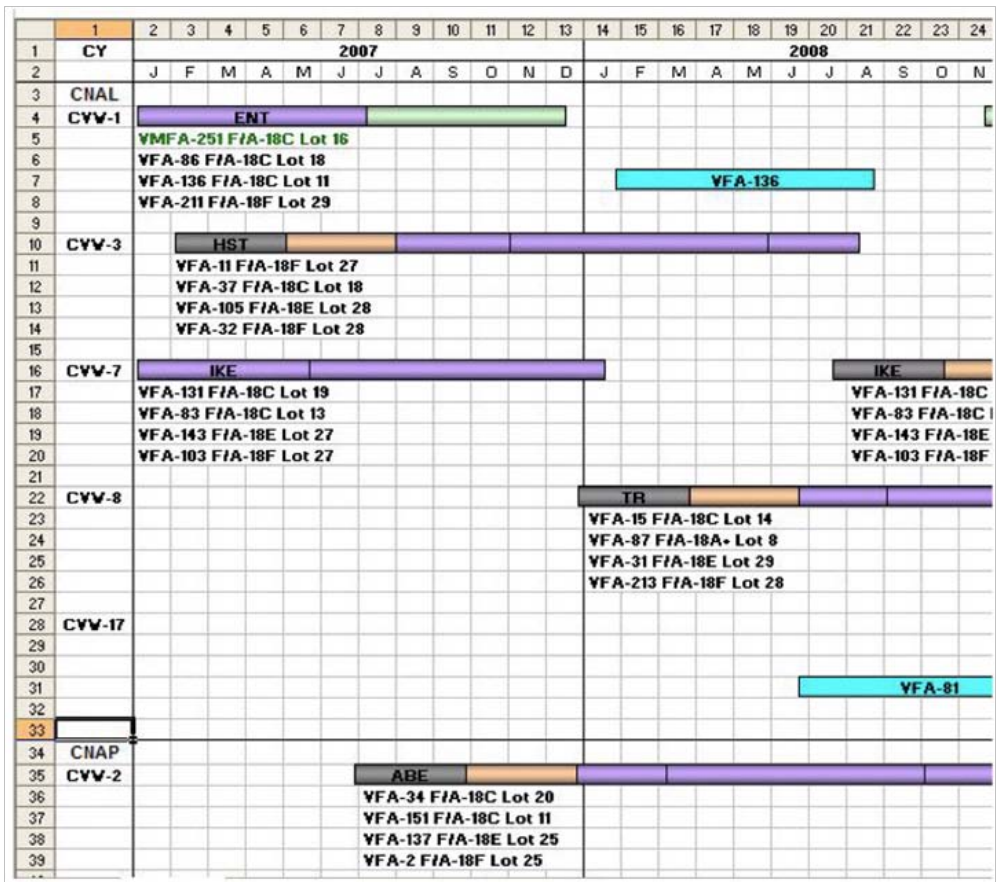 1 2 3 4 5 6 7 8 9 10 11 12 13 14 15 16 17 18 19 20 21 22 23 24
1 CY 2007 2008
2 J F M A M J J A S O N D J F M A M J J A S O N
3 CNAL
4 CVW-1 ENT
5 VMFA-251 F/A-18C Lot 16
6 VFA-86 F/A-18C Lot 18
7 VFA-136 F/A-18C Lot 11 VFA-136
8 VFA-211 F/A-18F Lot 29
9
10 CVW-3 HST
11 VFA-11 F/A-18F Lot 27
12 VFA-37 F/A-18C Lot 18
13 VFA-105 F/A-18E Lot 28
14 VFA-32 F/A-18F Lot 28
15
16 CVW-7 IKE IKE
17 VFA-131 F/A-18C Lot 19 VFA-131 F/A-18C
18 VFA-83 F/A-18C Lot 13 VFA-83 F/A-18C
19 VFA-143 F/A-18E Lot 27 VFA-143 F/A-18E
20 VFA-103 F/A-18F Lot 27 VFA-103 F/A-18F
21
22 CVW-8 TR
23 VFA-15 F/A-18C Lot 14
24 VFA-87 F/A-18A+ Lot 8
25 VFA-31 F/A-18E Lot 29
26 VFA-213 F/A-18F Lot 28
27
28 CVW-17
29
30
31 VFA-81
32
33
34 CNAP
35 CVW-2 ABE
36 VFA-34 F/A-18C Lot 20
37 VFA-151 F/A-18C Lot 11
38 VFA-137 F/A-18E Lot 25
39 VFA-2 F/A-18F Lot 25